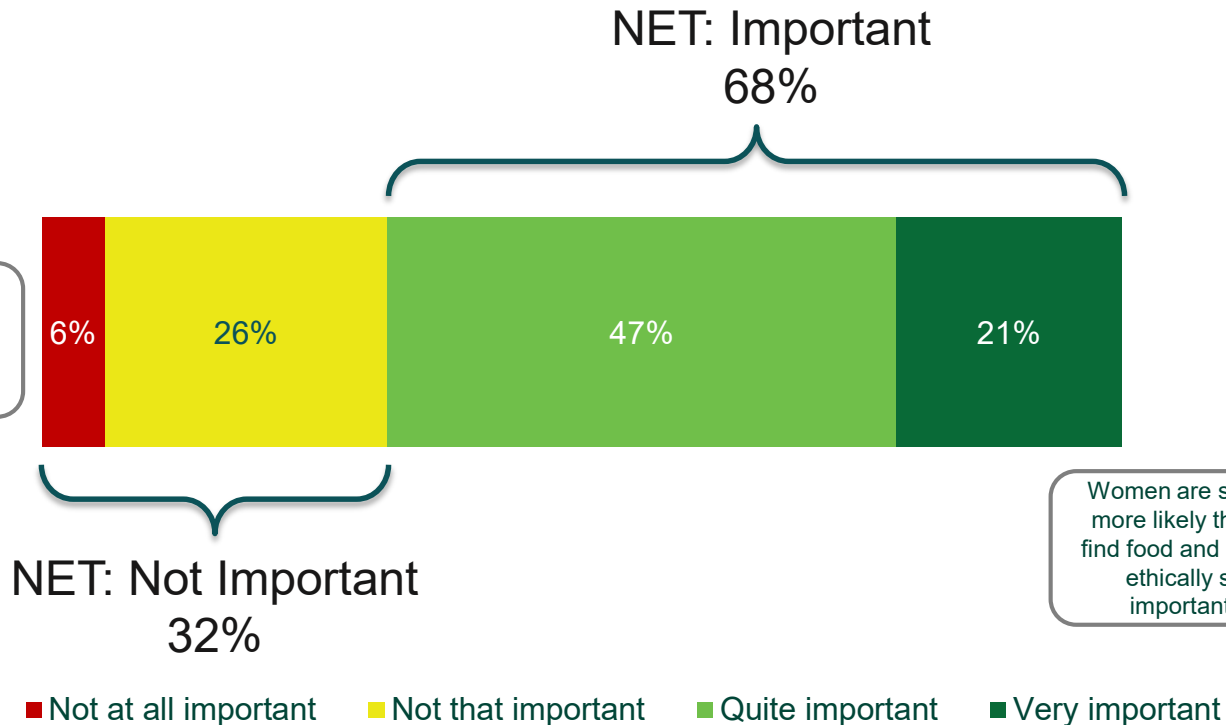 NET: Important
68%
6%
26%
47%
21%
Women are
more likely
find food and
ethically
important
NET: Not Important
32%
Not at all important
Not that important
Quite important
Very important